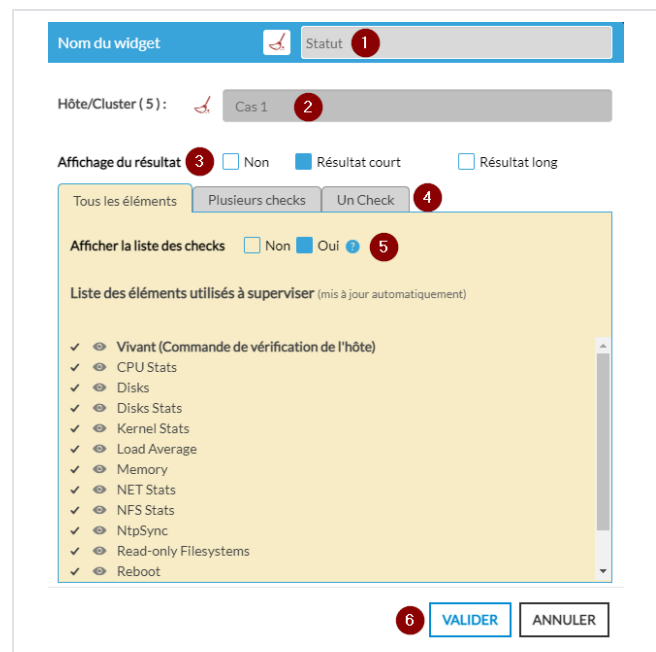 Nom du widget Statut 1
Hôte/Cluster ( 5 ) : Cas 1 2
Affichage du résultat 3 Non Résultat court Résultat long
Tous les éléments Plusieurs checks Un Check 4
Afficher la liste des checks Non Oui ? 5
Liste des éléments utilisés à superviser (mis à jour automatiquement)
Vivant (Commande de vérification de l'hôte)
CPU Stats
Disks
Disks Stats
Kernel Stats
Load Average
Memory
NET Stats
NFS Stats
NtpSync
Read-only Filesystems
Reboot
6 VALIDER ANNULER